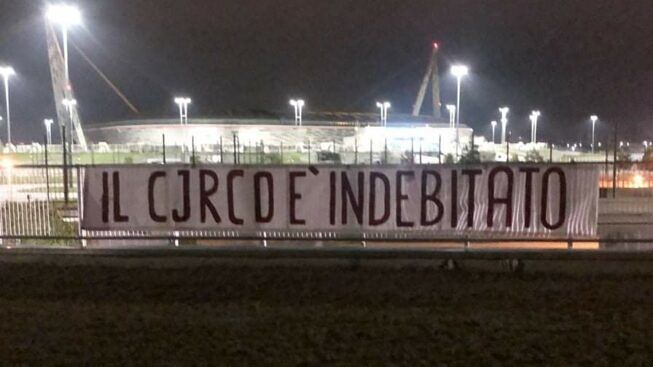 IL CJRCO E' INDEBITATO